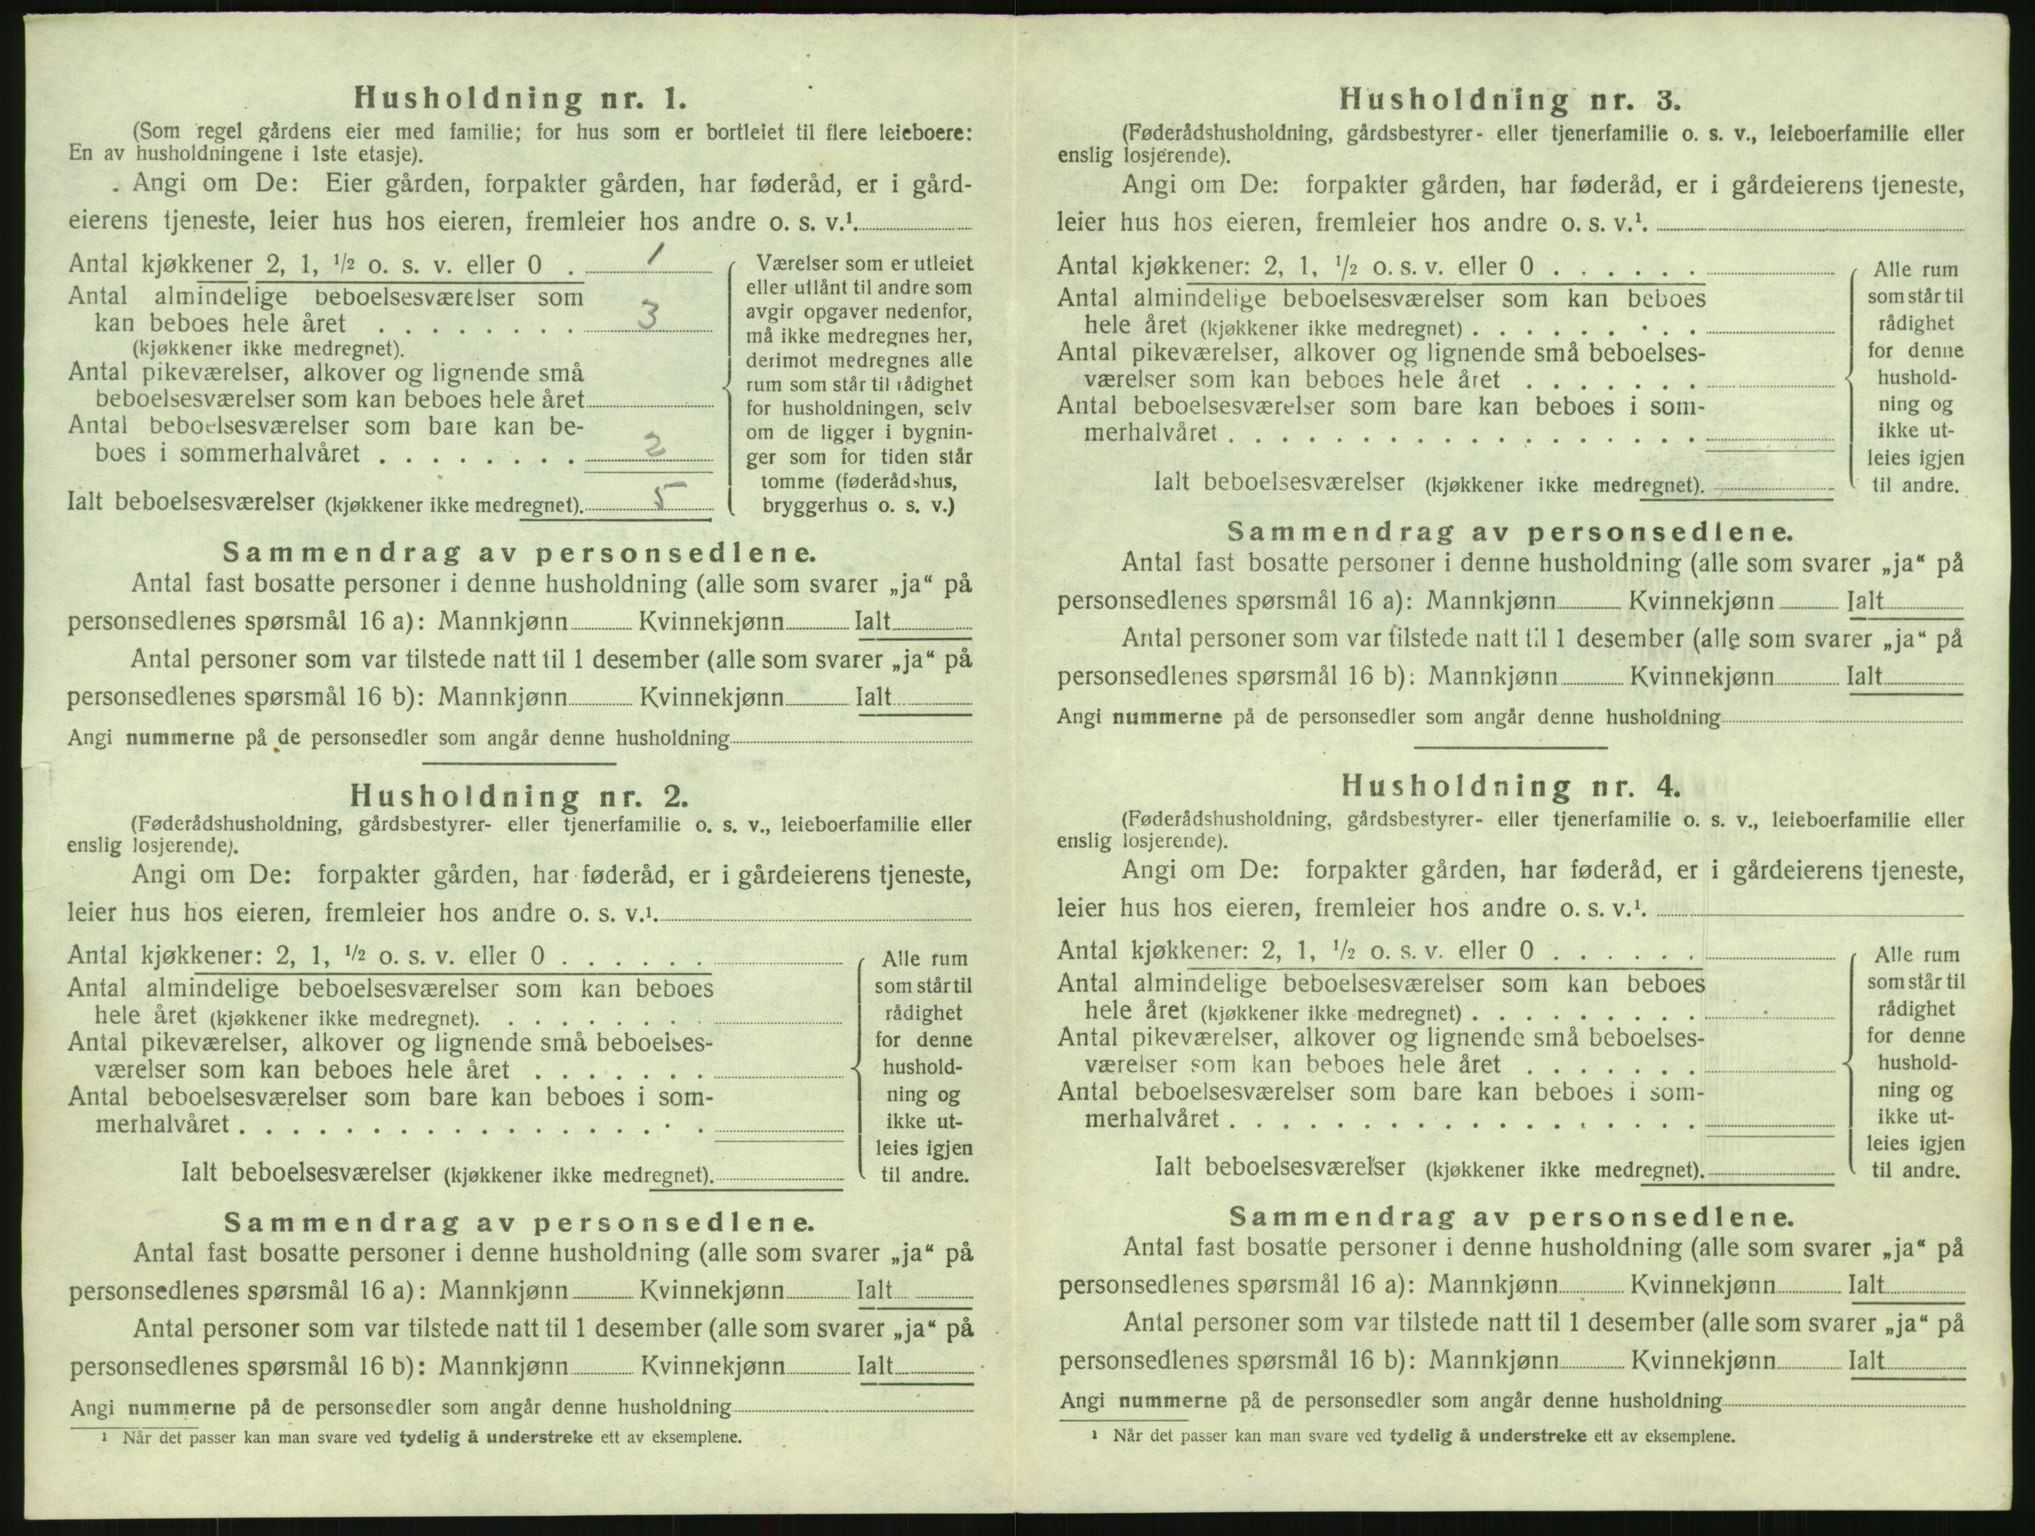 Husholdning nr. 1.
(Som regel gårdens eier med familie; for hus som er bortleiet til flere leieboere:
En av husholdningene i 1ste etasje).
Angi om De: Eier gården, forpakter gården, har føderåd, er i gård-
eierens tjeneste, leier hus hos eieren, fremleier hos andre o. s. v.¹
Antal kjøkkener 2, 1, ½ o. s. v. eller 0 . 1
Antal almindelige beboelsesværelser som
kan beboes hele året . . . . . . . . 3
(kjøkkener ikke medregnet).
Antal pikeværelser, alkover og lignende små
beboelsesværelser som kan beboes hele året
Antal beboelsesværelser som bare kan be-
boes i sommerhalvåret . . . . . . . . 2
Ialt beboelsesværelser (kjøkkener ikke medregnet). 5
Værelser som er utleiet
eller utlånt til andre som
avgir opgaver nedenfor,
må ikke medregnes her,
derimot medregnes alle
rum som står til rådighet
for husholdningen, selv
om de ligger i bygnin-
ger som for tiden står
tomme (føderådshus,
bryggerhus o. s. v.)
Sammendrag av personsedlene.
Antal fast bosatte personer i denne husholdning (alle som svarer „ja“ på
personsedlenes spørsmål 16 a): Mannkjønn Kvinnekjønn Ialt
Antal personer som var tilstede natt til 1 desember (alle som svarer „ja“ på
personsedlenes spørsmål 16 b): Mannkjønn Kvinnekjønn Ialt
Angi nummerne på de personsedler som angår denne husholdning
Husholdning nr. 2.
(Føderådshusholdning, gårdsbestyrer- eller tjenerfamilie o. s. v., leieboerfamilie eller
enslig losjerende).
Angi om De: forpakter gården, har føderåd, er i gårdeierens tjeneste,
leier hus hos eieren, fremleier hos andre o. s. v.¹.
Antal kjøkkener: 2, 1, ½ o. s. v. eller 0 . . . . . .
Antal almindelige beboelsesværelser som kan beboes
hele året (kjøkkener ikke medregnet). . . . . . . . .
Antal pikeværelser, alkover og lignende små beboelses-
værelser som kan beboes hele året . . . . . . .
Antal beboelsesværelser som bare kan beboes i som-
merhalvåret . . . . . . . . . . . . . . . . . .
Ialt beboelsesværelser (kjøkkener ikke medregnet).
Alle rum
som står til
rådighet
for denne
hushold-
ning og
ikke ut-
leies igjen
til andre.
Sammendrag av personsedlene.
Antal fast bosatte personer i denne husholdning (alle som svarer „ja“ på
personsedlenes spørsmål 16 a): Mannkjønn Kvinnekjønn Ialt
Antal personer som var tilstede natt til 1 desember (alle som svarer „ja“ på
personsedlenes spørsmål 16 b): Mannkjønn Kvinnekjønn Ialt
Angi nummerne på de personsedler som angår denne husholdning
¹ Når det passer kan man svare ved tydelig å understreke ett av eksemplene.
Husholdning nr. 3.
(Føderådshusholdning, gårdsbestyrer- eller tjenerfamilie o. s. v., leieboerfamilie eller
enslig losjerende).
Angi om De: forpakter gården, har føderåd, er i gårdeierens tjeneste,
leier hus hos eieren, fremleier hos andre o. s. v.¹.
Antal kjøkkener: 2, 1, ½ o. s. v. eller 0 . . . . . .
Antal almindelige beboelsesværelser som kan beboes
hele året (kjøkkener ikke medregnet) . . . . . . . . .
Antal pikeværelser, alkover og lignende små beboelses-
værelser som kan beboes hele året . . . . . . .
Antal beboelsesværelser som bare kan beboes i som-
merhalvåret . . . . . . . . . . . . . . . . . .
Ialt beboelsesværelser (kjøkkener ikke medregnet).
Alle rum
som står til
rådighet
for denne
hushold-
ning og
ikke ut-
leies igjen
til andre.
Sammendrag av personsedlene.
Antal fast bosatte personer i denne husholdning (alle som svarer „ja“ på
personsedlenes spørsmål 16 a): Mannkjønn Kvinnekjønn Ialt
Antal personer som var tilstede natt til 1 desember (alle som svarer „ja“ på
personsedlenes spørsmål 16 b): Mannkjønn Kvinnekjønn Ialt
Angi nummerne på de personsedler som angår denne husholdning
Husholdning nr. 4.
(Føderådshusholdning, gårdsbestyrer- eller tjenerfamilie o. s. v., leieboerfamilie eller
enslig losjerende).
Angi om De: forpakter gården, har føderåd, er i gårdeierens tjeneste,
leier hus hos eieren, fremleier hos andre o. s. v.¹.
Antal kjøkkener: 2, 1, ½ o. s. v. eller 0 . . . . . .
Antal almindelige beboelsesværelser som kan beboes
hele året (kjøkkener ikke medregnet) . . . . . . . . .
Antal pikeværelser, alkover og lignende små beboelses-
værelser som kan beboes hele året . . . . . . .
Antal beboelsesværelser som bare kan beboes i som-
merhalvåret . . . . . . . . . . . . . . . . . .
Ialt beboelsesværelser (kjøkkener ikke medregnet).
Alle rum
som står til
rådighet
for denne
hushold-
ning og
ikke ut-
leies igjen
til andre.
Sammendrag av personsedlene.
Antal fast bosatte personer i denne husholdning (alle som svarer „ja“ på
personsedlenes spørsmål 16 a): Mannkjønn Kvinnekjønn Ialt
Antal personer som var tilstede natt til 1 desember (alle som svarer „ja“ på
personsedlenes spørsmål 16 b): Mannkjønn Kvinnekjønn Ialt
Angi nummerne på de personsedler som angår denne husholdning
¹ Når det passer kan man svare ved tydelig å understreke ett av eksemplene.